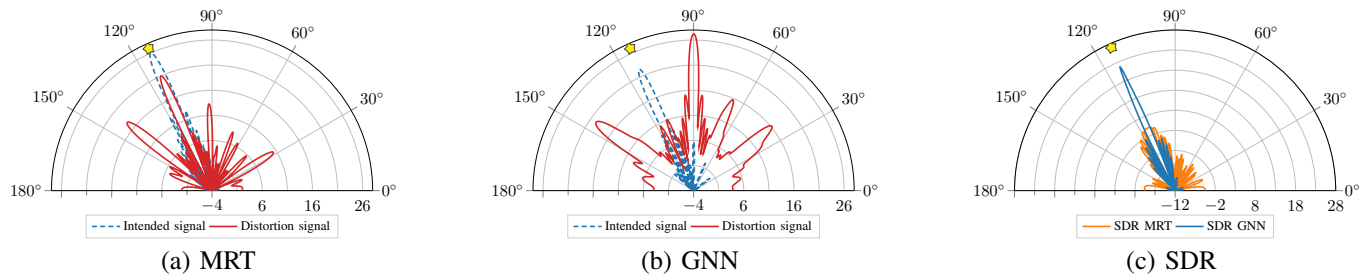 90°
120° 60°
150° 30°
180° 0°
−4 6 16 26
Intended signal Distortion signal
(a) MRT
90°
120° 60°
150° 30°
180° 0°
−4 6 16 26
Intended signal Distortion signal
(b) GNN
90°
120° 60°
150° 30°
180° 0°
−12 −2 8 18 28
SDR MRT SDR GNN
(c) SDR